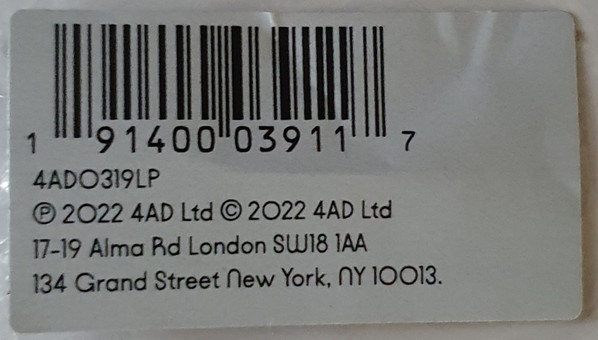 1 91400 03911 7
4AD0319LP
℗ 2022 4AD Ltd © 2022 4AD Ltd
17-19 Alma Rd London SW18 1AA
134 Grand Street New York, NY 10013.